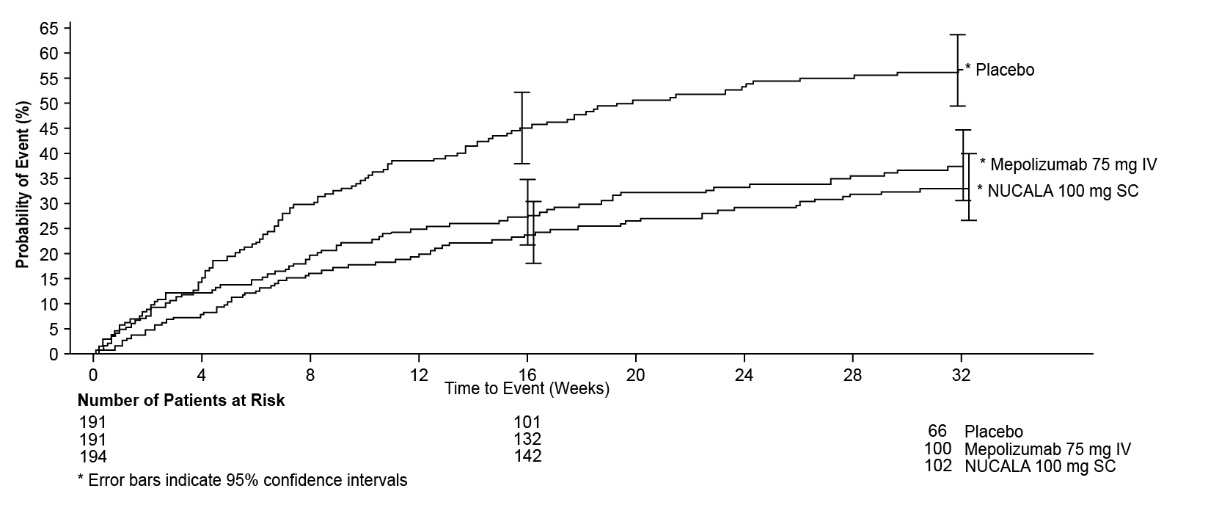 65
60
55
50
45
40
35
30
25
20
15
10
5
0
Probability of Event (%)
* Placebo
* Mepolizumab 75 mg IV
* NUCALA 100 mg SC
0 4 8 12 16 20 24 28 32
Time to Event (Weeks)
Number of Patients at Risk
191 101 66 Placebo
191 132 100 Mepolizumab 75 mg IV
194 142 102 NUCALA 100 mg SC
* Error bars indicate 95% confidence intervals